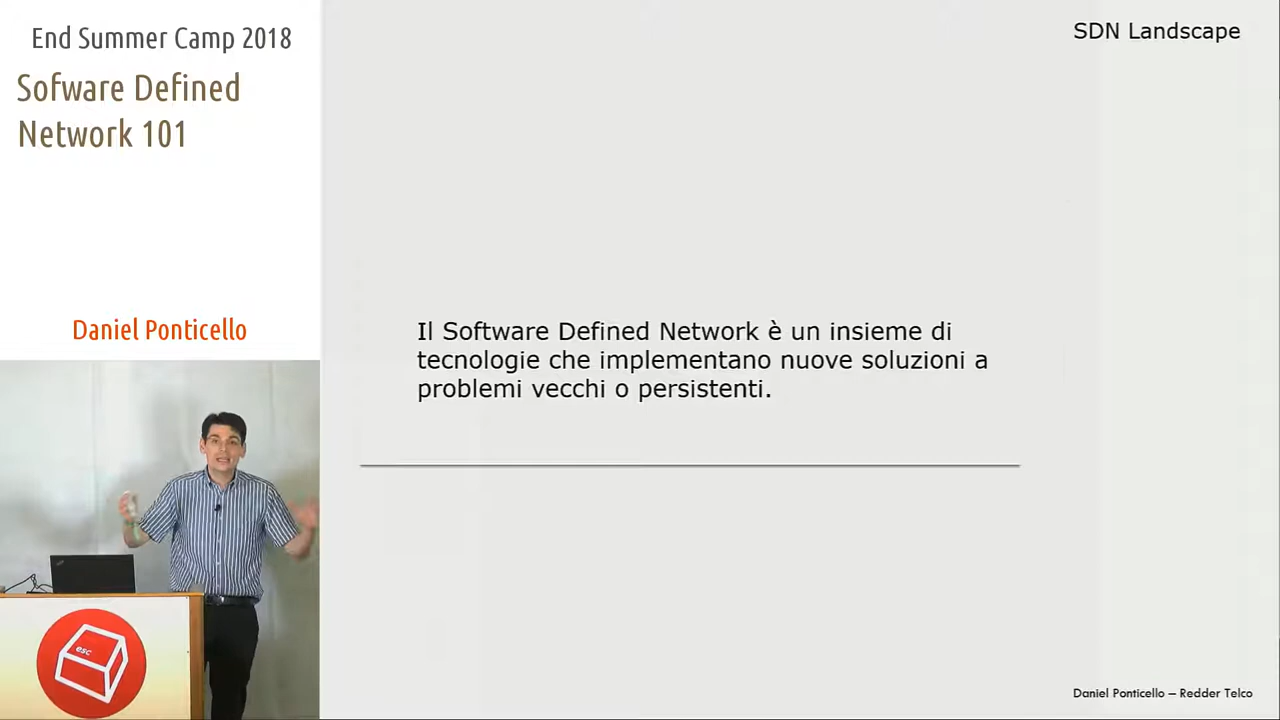 End Summer Camp 2018
Sofware Defined
Network 101
Daniel Ponticello
esc
SDN Landscape
Il Software Defined Network è un insieme di
tecnologie che implementano nuove soluzioni a
problemi vecchi o persistenti.
Daniel Ponticello – Redder Telco